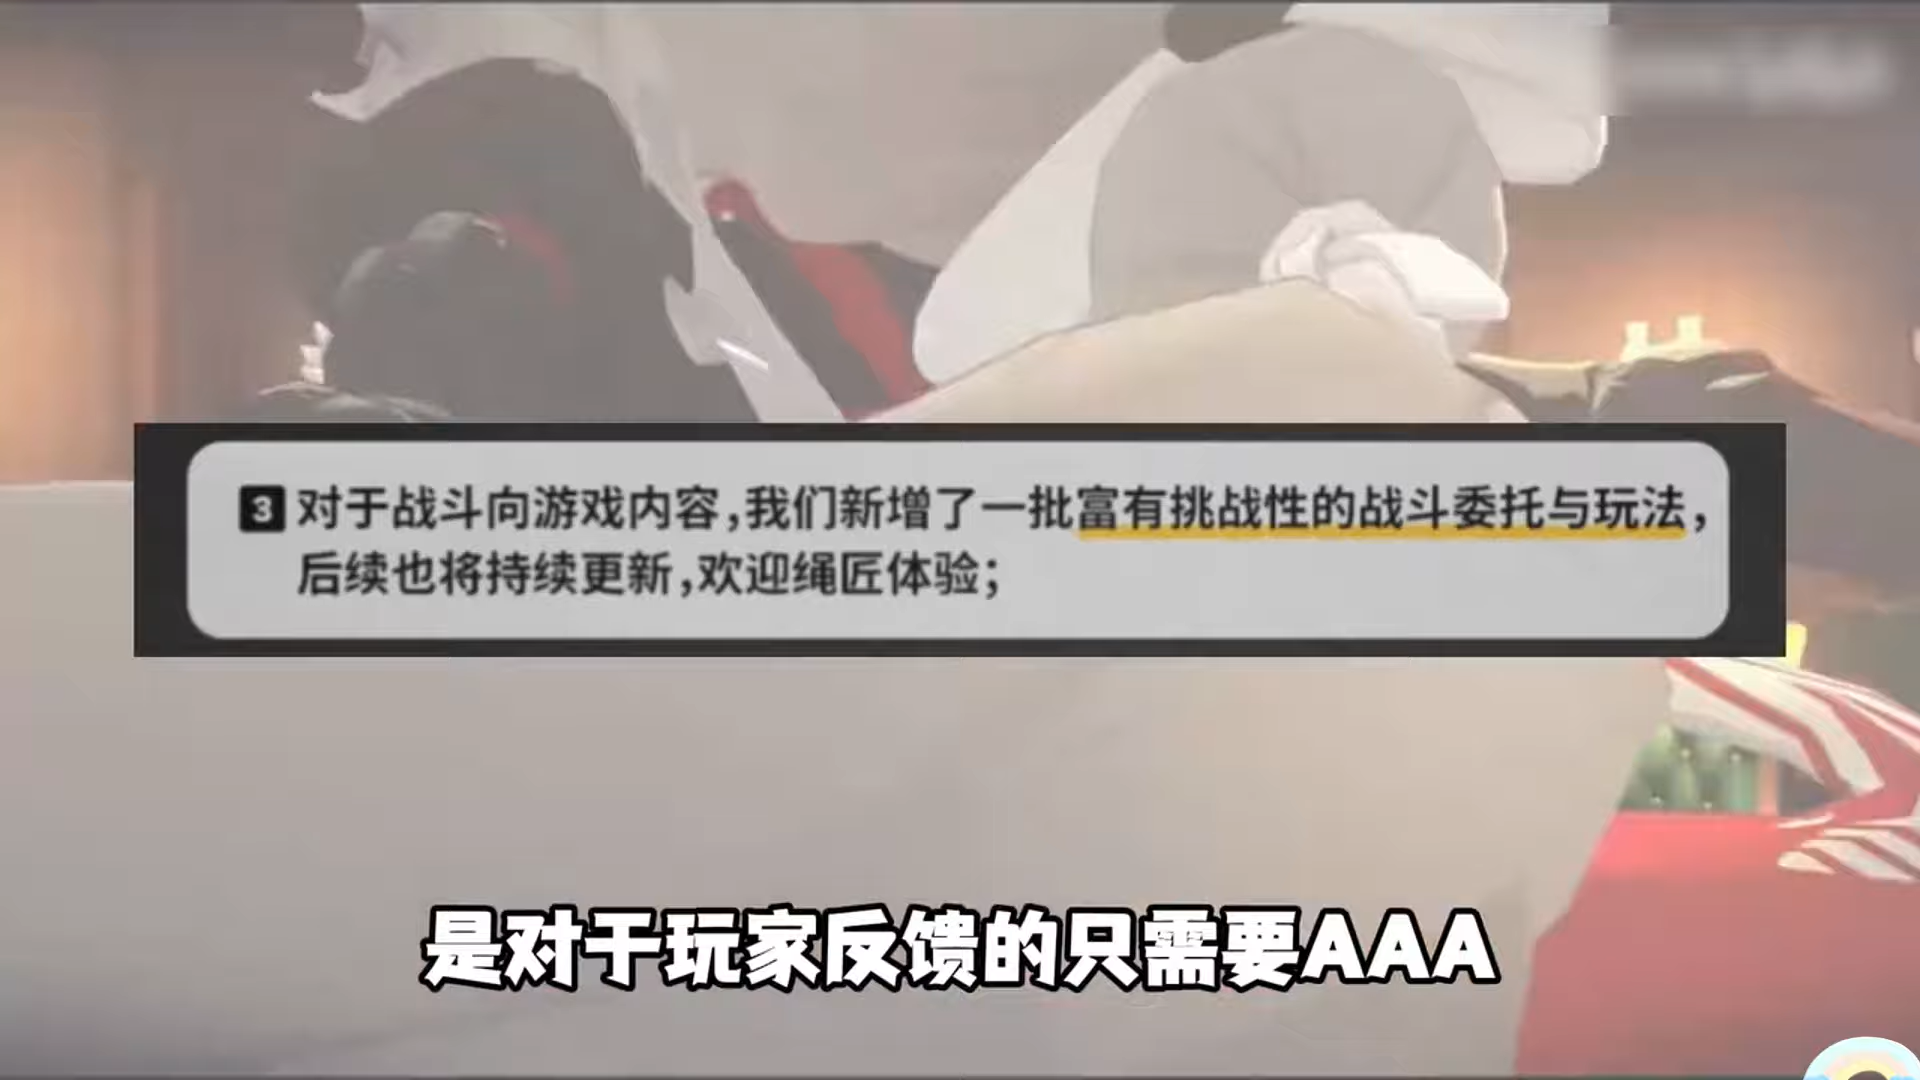 3 对于战斗向游戏内容,我们新增了一批富有挑战性的战斗委托与玩法,
后续也将持续更新,欢迎绳匠体验;
是对于玩家反馈的只需要AAA